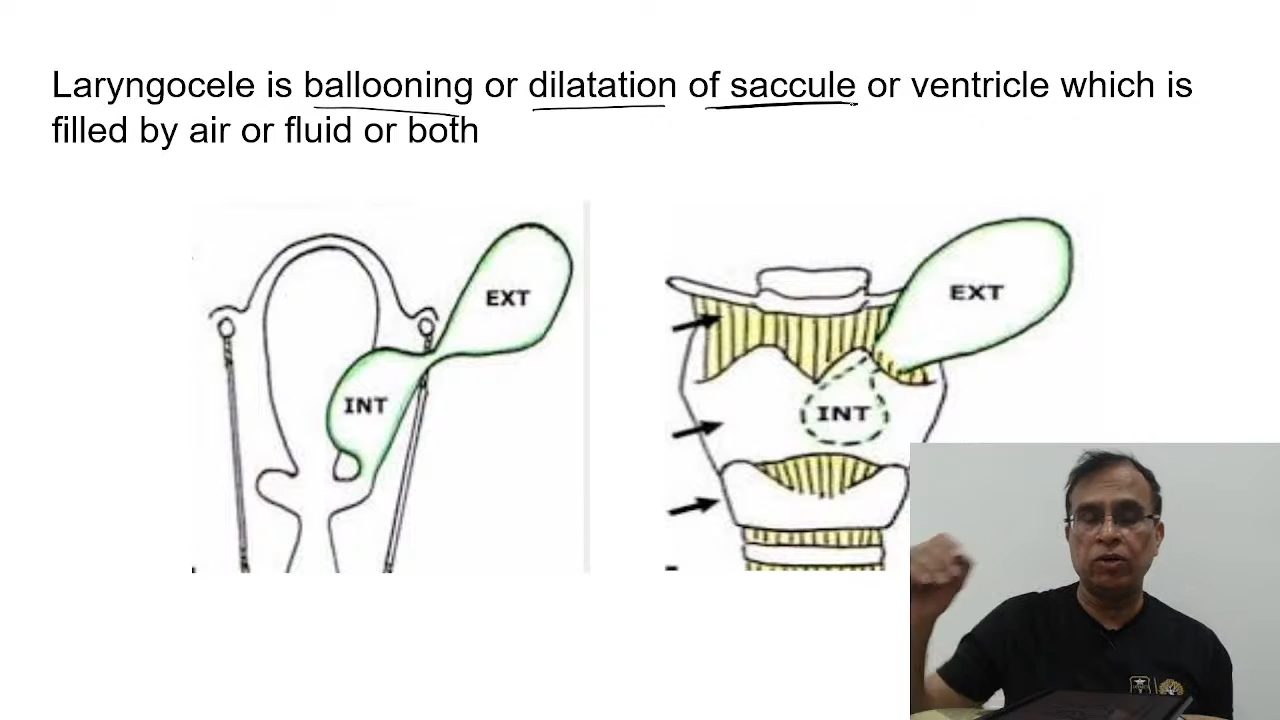 Laryngocele is ballooning or dilatation of saccule or ventricle which is
filled by air or fluid or both
EXT
INT
EXT
INT